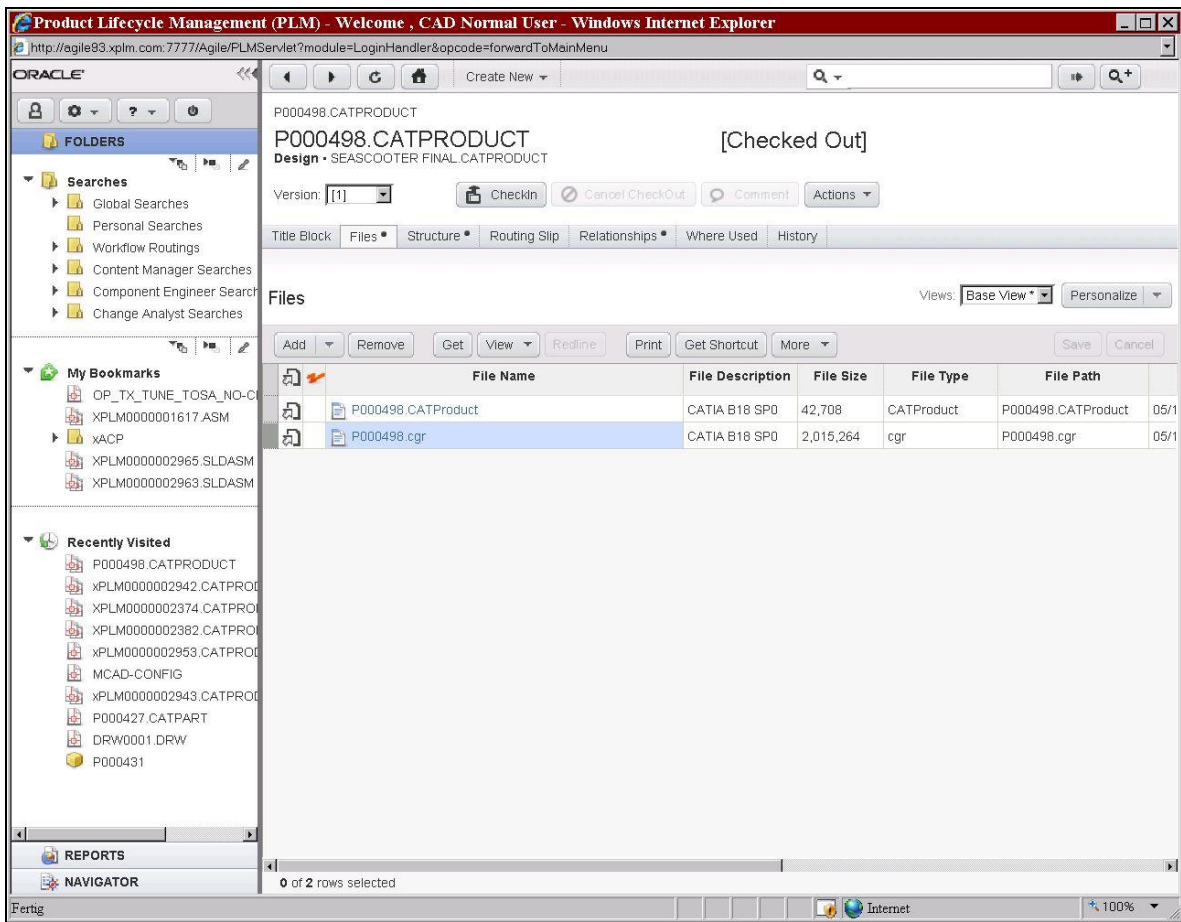 Product Lifecycle Management (PLM) - Welcome , CAD Normal User - Windows Internet Explorer
http://agile93.xplm.com:7777/Agile/PLMServlet?module=LoginHandler&opcode=forwardToMainMenu
ORACLE'
Create New
FOLDERS
Searches
Global Searches
Personal Searches
Workflow Routings
Content Manager Searches
Component Engineer Search
Change Analyst Searches
My Bookmarks
OP_TX_TUNE_TOSA_NO-C
XPLM0000001617.ASM
xACP
XPLM0000002965.SLDASM
XPLM0000002963.SLDASM
Recently Visited
P000498.CATPRODUCT
xPLM0000002942.CATPROD
XPLM0000002374.CATPRO
XPLM0000002382.CATPRO
xPLM0000002953.CATPROD
MCAD-CONFIG
xPLM0000002943.CATPROD
P000427.CATPART
DRW0001.DRW
P000431
REPORTS
NAVIGATOR
P000498.CATPRODUCT
P000498.CATPRODUCT [Checked Out]
Design • SEASCOOTER FINAL.CATPRODUCT
Version: [1] CheckIn Cancel CheckOut Comment Actions
Title Block Files • Structure • Routing Slip Relationships • Where Used History
Files Views: Base View * Personalize
Add Remove Get View Redline Print Get Shortcut More Save Cancel
File Name File Description File Size File Type File Path
P000498.CATProduct CATIA B18 SP0 42,708 CATProduct P000498.CATProduct 05/1
P000498.cgr CATIA B18 SP0 2,015,264 cgr P000498.cgr 05/1
0 of 2 rows selected
Fertig Internet 100%